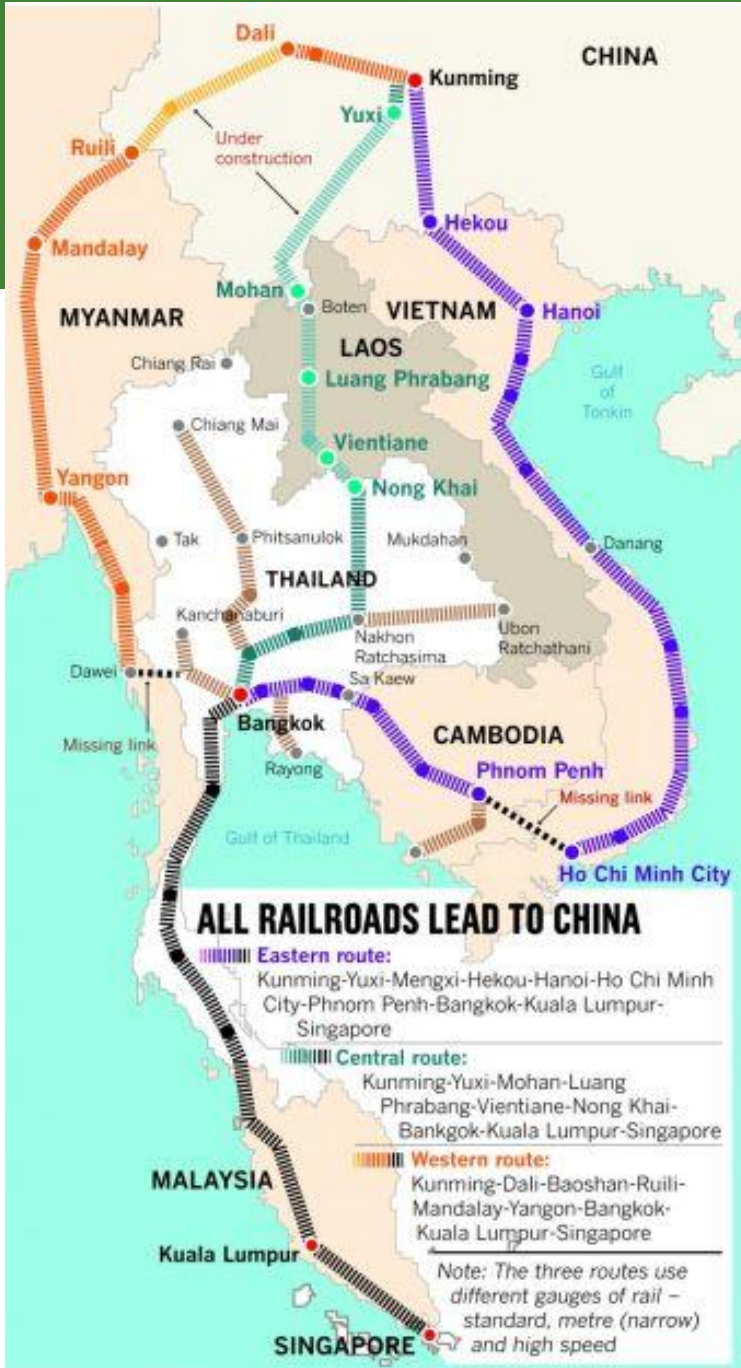 Dali
Kunming
CHINA
Yuxi
Under
construction
Ruili
Hekou
Mandalay
Mohan
Boten
VIETNAM
Hanoi
MYANMAR
LAOS
Chiang Rai
Luang Phrabang
Gulf
of
Tonkin
Chiang Mai
Vientiane
Yangon
Nong Khai
Tak
Phitsanulok
Mukdahan
Danang
THAILAND
Kanchanaburi
Nakhon
Ratchasima
Ubon
Ratchathani
Dawei
Sa Kaew
Bangkok
CAMBODIA
Missing link
Rayong
Phnom Penh
Missing link
Gulf of Thailand
Ho Chi Minh City
ALL RAILROADS LEAD TO CHINA
Eastern route:
Kunming-Yuxi-Mengxi-Hekou-Hanoi-Ho Chi Minh
City-Phnom Penh-Bangkok-Kuala Lumpur-
Singapore
Central route:
Kunming-Yuxi-Mohan-Luang
Phrabang-Vientiane-Nong Khai-
Bankgok-Kuala Lumpur-Singapore
Western route:
Kunming-Dali-Baoshan-Ruili-
Mandalay-Yangon-Bangkok-
Kuala Lumpur-Singapore
MALAYSIA
Kuala Lumpur
Note: The three routes use
different gauges of rail –
standard, metre (narrow)
and high speed
SINGAPORE